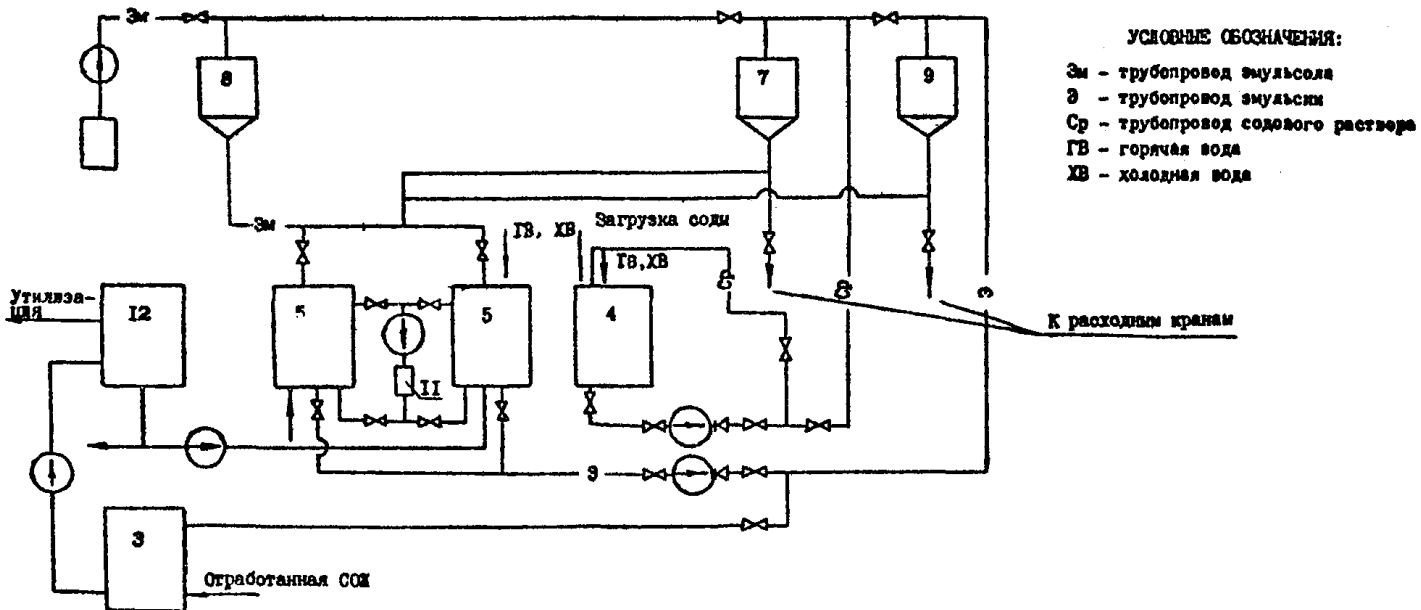 Эм
8
7
9
УСЛОВНЫЕ ОБОЗНАЧЕНИЯ:
Эм - трубопровод эмульсола
Э - трубопровод эмульсии
Ср - трубопровод содового раствора
ГВ - горячая вода
ХВ - холодная вода
Эм
ГВ, ХВ
Загрузка соды
ГВ,ХВ
Ср
Ср
Э
Утилиза-
ция
12
5
5
4
II
К расходным кранам
Э
3
Отработанная СОЖ